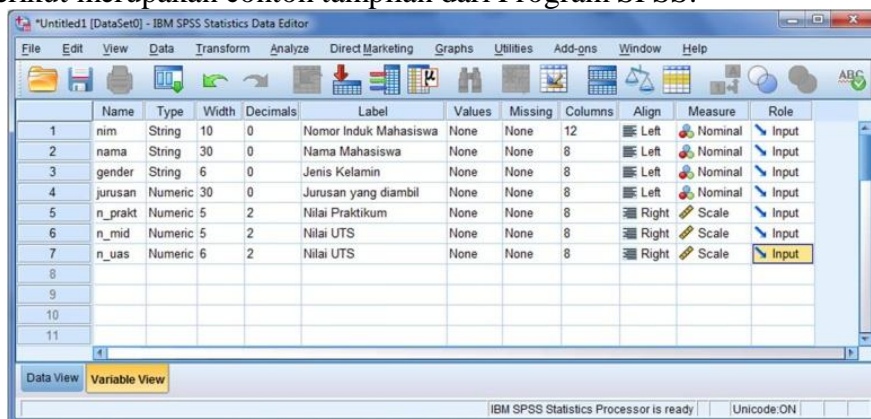 erikut merupakan contoh tampilan dari Program SPSS:
*Untitled1 [DataSet0] - IBM SPSS Statistics Data Editor
File Edit View Data Transform Analyze Direct Marketing Graphs Utilities Add-ons Window Help
Name Type Width Decimals Label Values Missing Columns Align Measure Role
1 nim String 10 0 Nomor Induk Mahasiswa None None 12 Left Nominal Input
2 nama String 30 0 Nama Mahasiswa None None 8 Left Nominal Input
3 gender String 6 0 Jenis Kelamin None None 8 Left Nominal Input
4 jurusan Numeric 30 0 Jurusan yang diambil None None 8 Left Nominal Input
5 n_prakt Numeric 5 2 Nilai Praktikum None None 8 Right Scale Input
6 n_mid Numeric 5 2 Nilai UTS None None 8 Right Scale Input
7 n_uas Numeric 6 2 Nilai UTS None None 8 Right Scale Input
8
9
10
11
Data View Variable View
IBM SPSS Statistics Processor is ready Unicode:ON